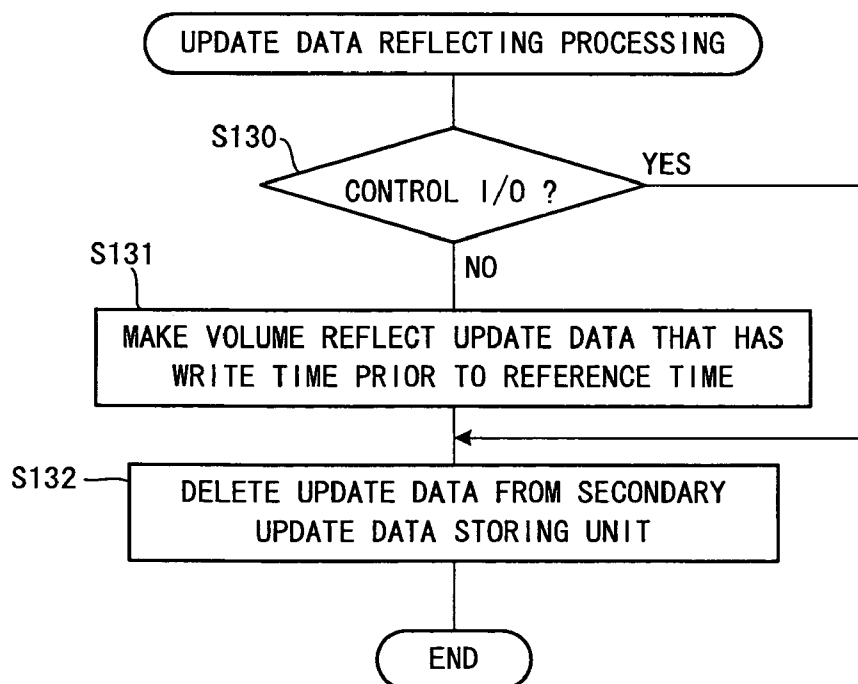 UPDATE DATA REFLECTING PROCESSING
S130
YES
CONTROL I/O ?
S131
NO
MAKE VOLUME REFLECT UPDATE DATA THAT HAS
WRITE TIME PRIOR TO REFERENCE TIME
S132
DELETE UPDATE DATA FROM SECONDARY
UPDATE DATA STORING UNIT
END